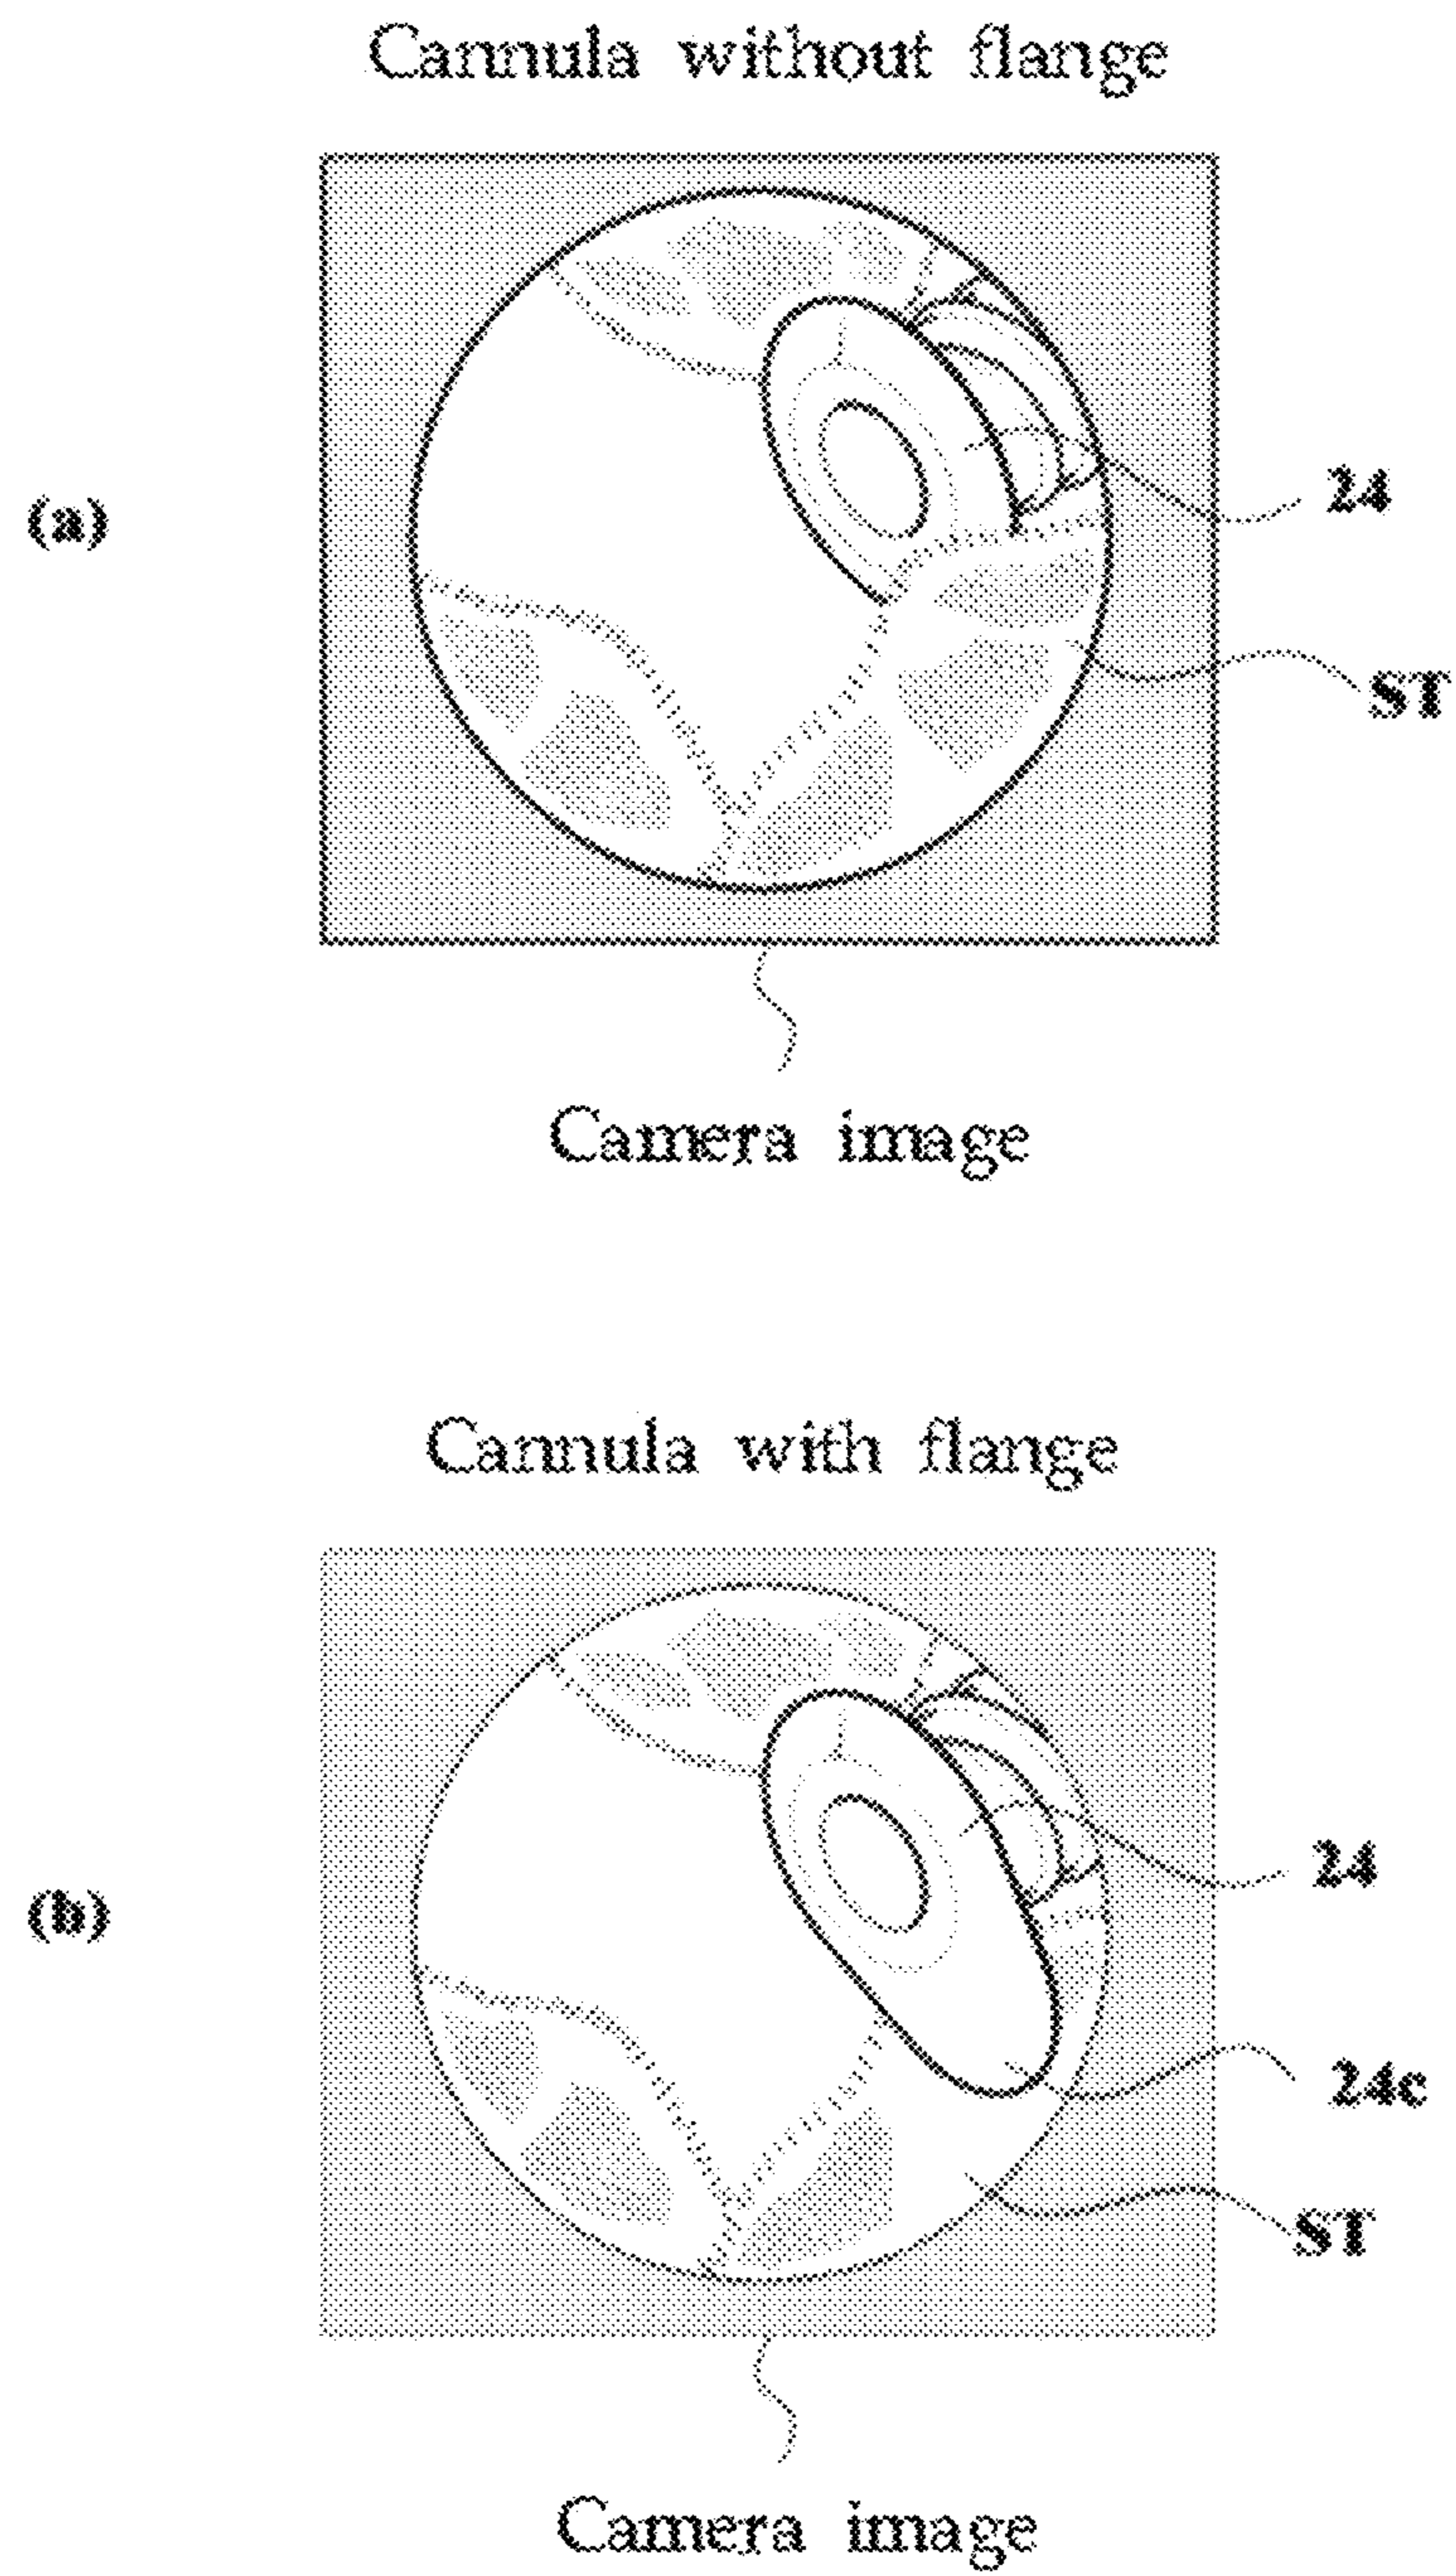 Cannula without flange
(a)
24
ST
Camera image
Cannula with flange
(b)
24
24c
ST
Camera image